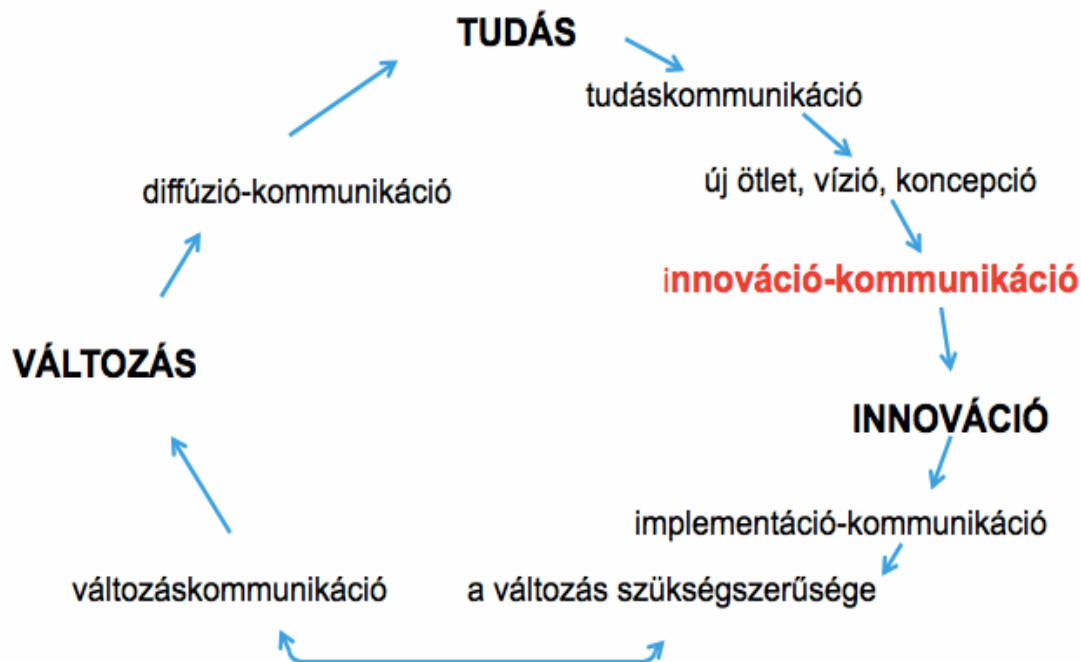 TUDÁS
tudáskommunikáció
új ötlet, vízió, koncepció
innováció-kommunikáció
INNOVÁCIÓ
implementáció-kommunikáció
a változás szükségszerűsége
változáskommunikáció
VÁLTOZÁS
diffúzió-kommunikáció